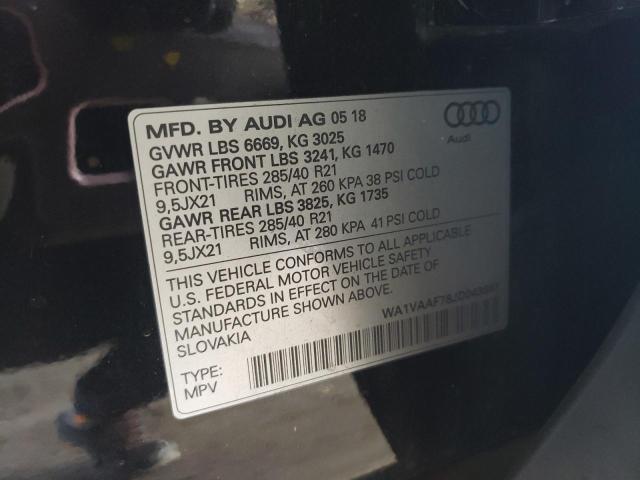 MFD. BY AUDI AG 05 18
GVWR LBS 6669, KG 3025
GAWR FRONT LBS 3241, KG 1470
FRONT-TIRES 285/40 R21
9,5JX21 RIMS, AT 260 KPA 38 PSI COLD
GAWR REAR LBS 3825, KG 1735
REAR-TIRES 285/40 R21
9,5JX21 RIMS, AT 280 KPA 41 PSI COLD
THIS VEHICLE CONFORMS TO ALL APPLICABLE
U.S. FEDERAL MOTOR VEHICLE SAFETY
STANDARDS IN EFFECT ON THE DATE OF
MANUFACTURE SHOWN ABOVE.
SLOVAKIA
TYPE:
MPV
Audi